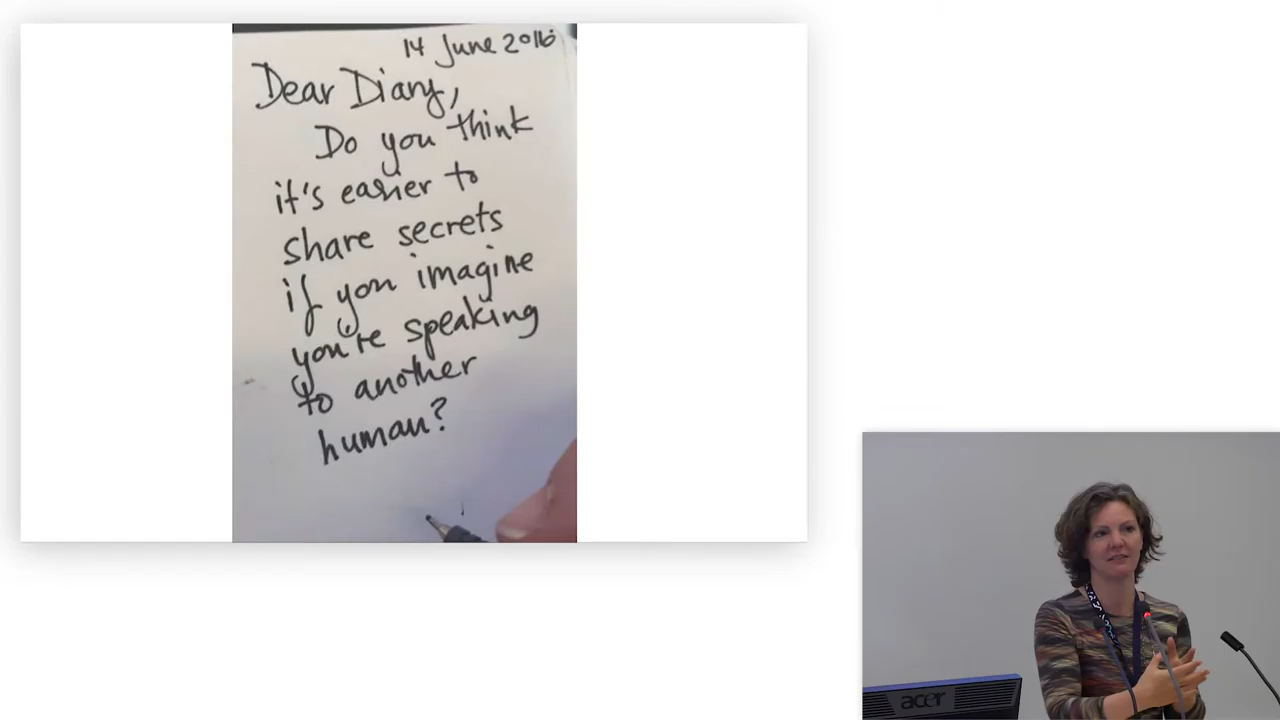 14 June 2016
Dear Diary,
Do you think
it's easier to
share secrets
if you imagine
you're speaking
to another
human?
acer